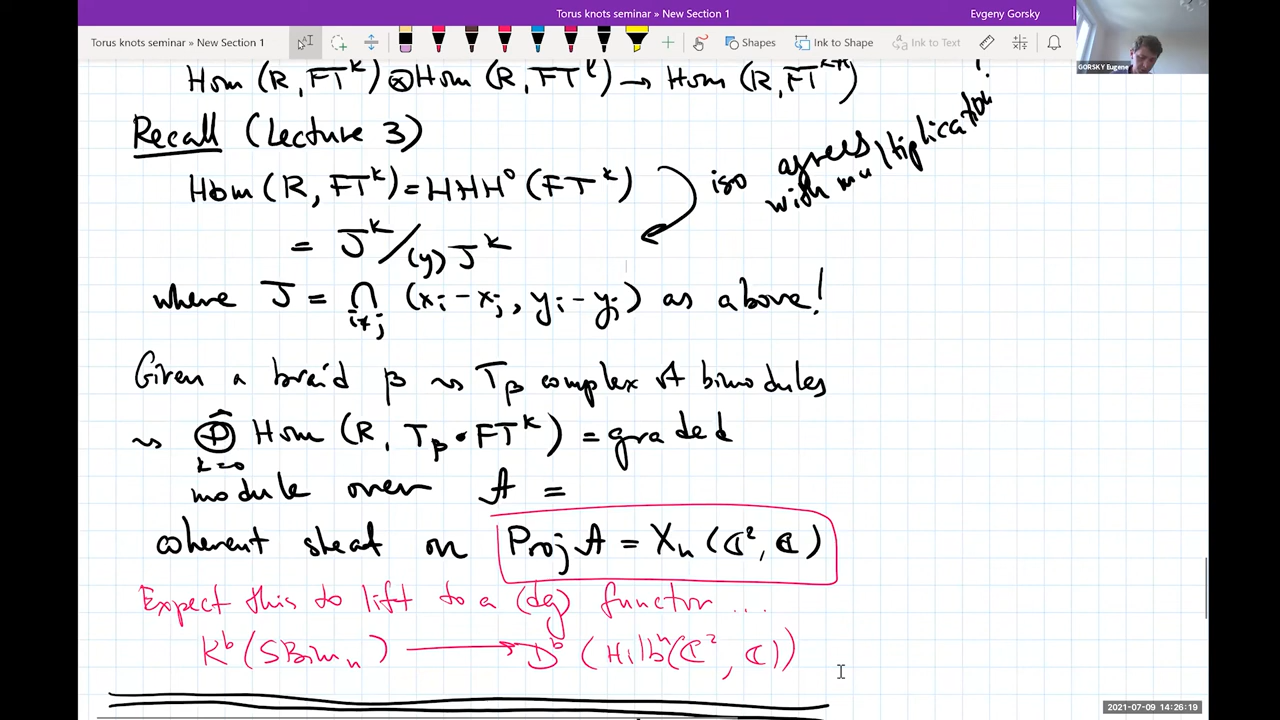 Torus knots seminar » New Section 1
Evgeny Gorsky
Torus knots seminar » New Section 1
Shapes
Ink to Shape
Ink to Text
GORSKY Eugene
Hom (R, FT^k) ⊗ Hom (R, FT^l) → Hom (R, FT^{k+l})
!
Recall (Lecture 3)
Hom (R, FT^k) = HHH^0 (FT^k)
iso agrees with multiplication
= J^k/(y) J^k
where J = ∩_{i≠j} (x_i - x_j, y_i - y_j) as above!
Given a braid β ⇝ T_β complex of bimodules
⇝ ⊕_{k=0}^∞ Hom (R, T_β • FT^k) = graded
module over A =
coherent sheaf on Proj A = X_n (ℂ², ℂ)
Expect this to lift to a (dg) functor ...
K^b (SBim_n) → D^b (Hilb^n(ℂ², ℂ))
2021-07-09 14:26:19